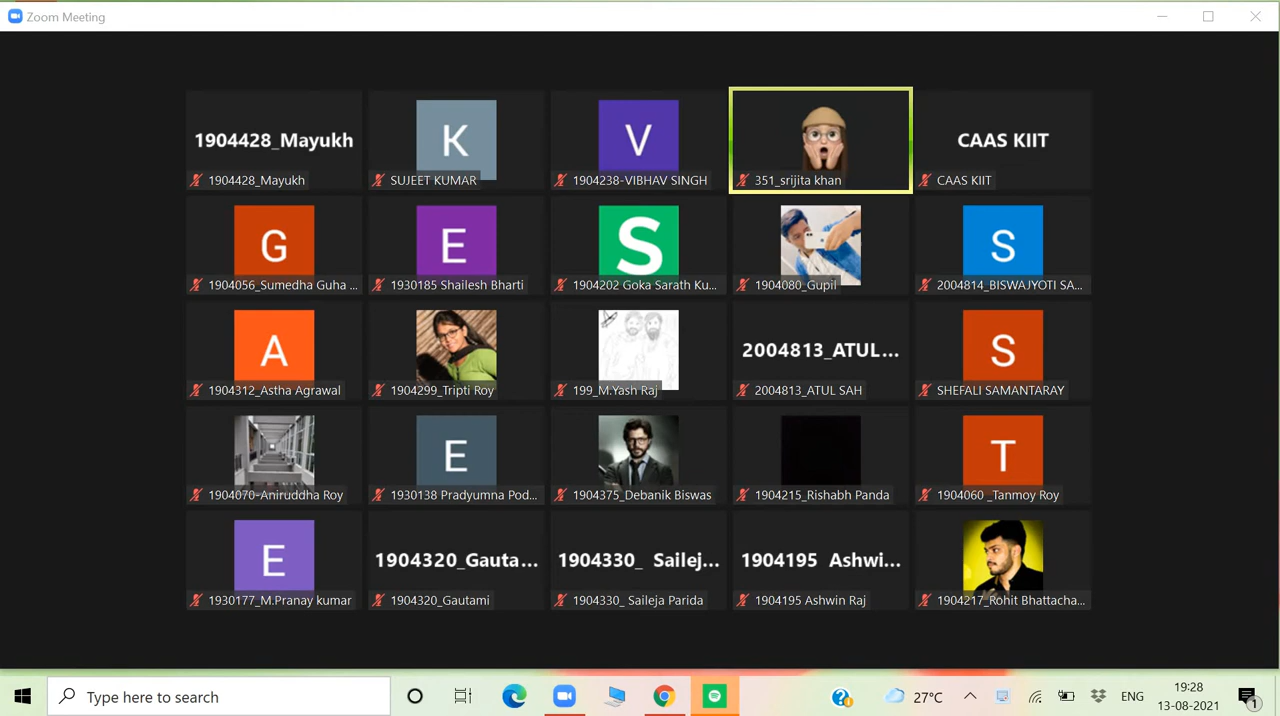 Zoom Meeting
1904428_Mayukh
1904428_Mayukh
K
SUJEET KUMAR
V
1904238-VIBHAV SINGH
351_srijita khan
CAAS KIIT
CAAS KIIT
G
1904056_Sumedha Guha ...
E
1930185 Shailesh Bharti
S
1904202 Goka Sarath Ku...
1904080_Gupil
S
2004814_BISWAJYOTI SA...
A
1904312_Astha Agrawal
1904299_Tripti Roy
199_M.Yash Raj
2004813_ATUL...
2004813_ATUL SAH
S
SHEFALI SAMANTARAY
1904070-Aniruddha Roy
E
1930138 Pradyumna Pod...
1904375_Debanik Biswas
1904215_Rishabh Panda
T
1904060 _Tanmoy Roy
E
1930177_M.Pranay kumar
1904320_Gauta...
1904320_Gautami
1904330_ Sailej...
1904330_ Saileja Parida
1904195 Ashwi...
1904195 Ashwin Raj
1904217_Rohit Bhattacha...
Type here to search
27°C
ENG
19:28
13-08-2021
1